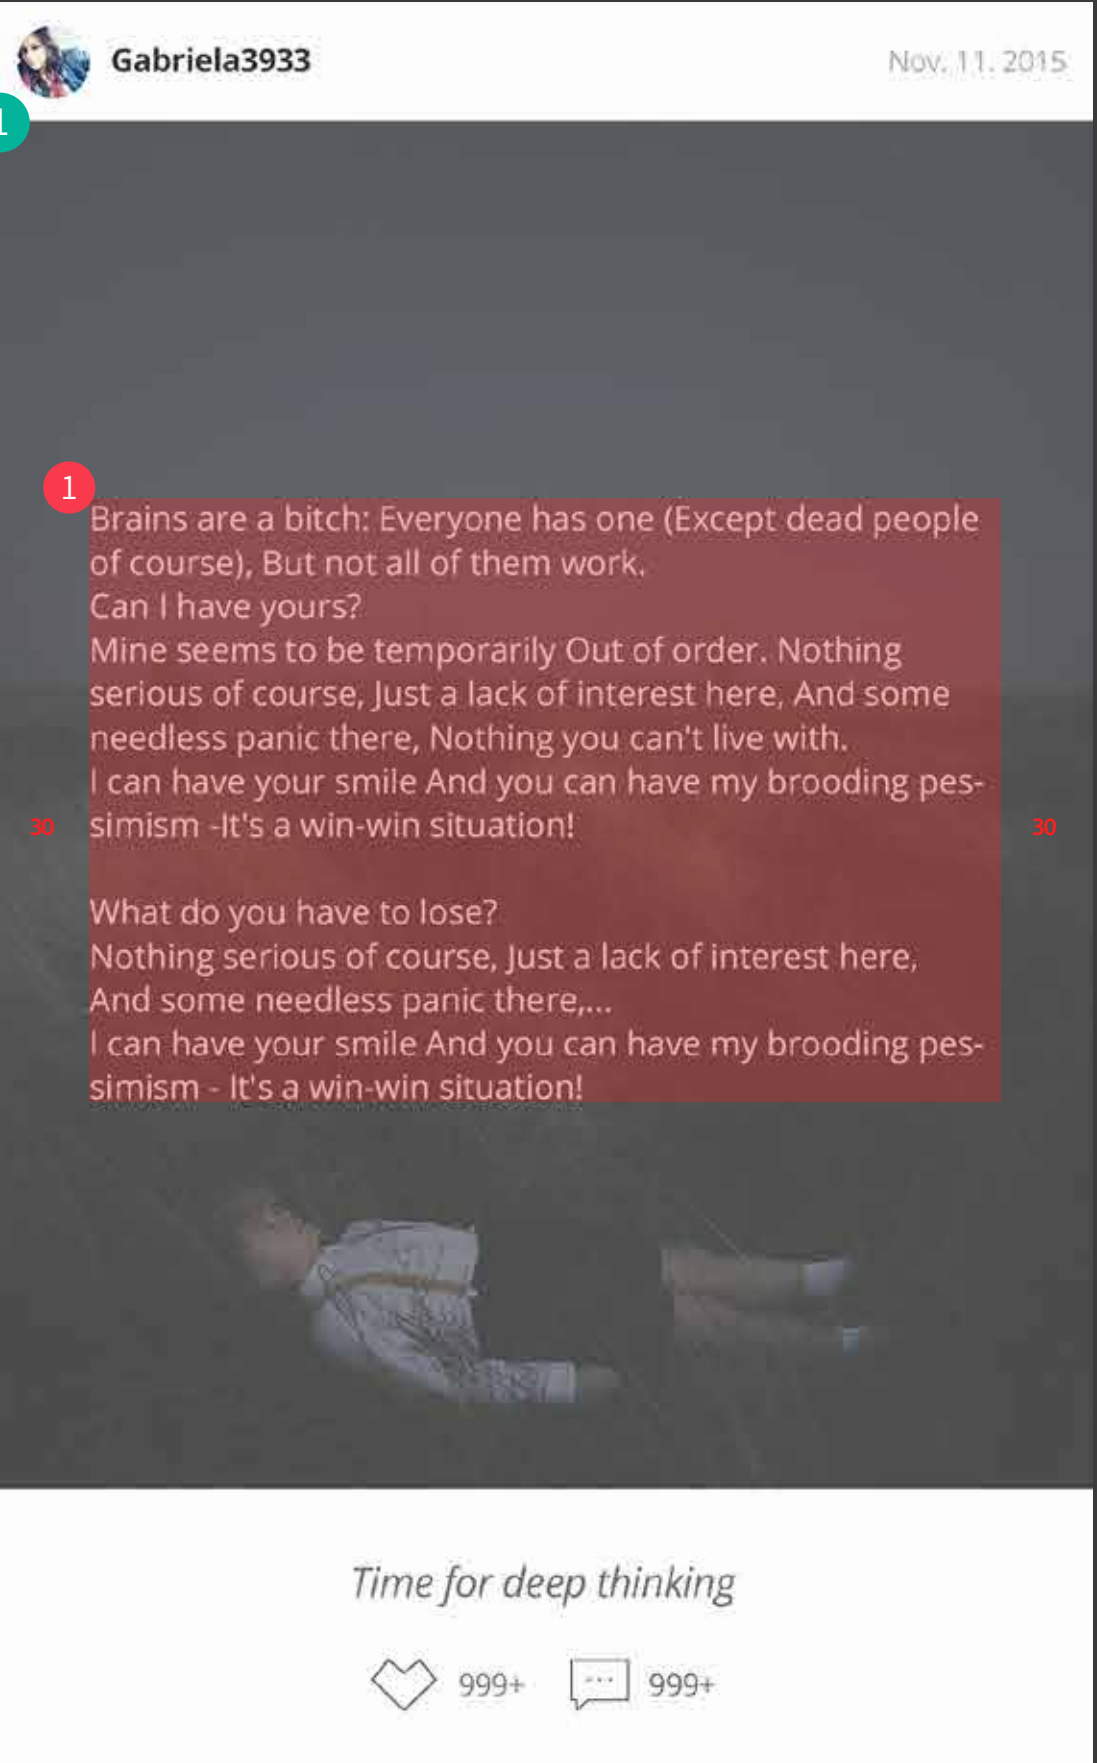 Gabriela3933
Nov. 11. 2015
1
1
Brains are a bitch: Everyone has one (Except dead people
of course), But not all of them work.
Can I have yours?
Mine seems to be temporarily Out of order. Nothing
serious of course, Just a lack of interest here, And some
needless panic there, Nothing you can't live with.
I can have your smile And you can have my brooding pes-
30 simism -It's a win-win situation! 30
What do you have to lose?
Nothing serious of course, Just a lack of interest here,
And some needless panic there,...
I can have your smile And you can have my brooding pes-
simism - It's a win-win situation!
Time for deep thinking
999+ 999+